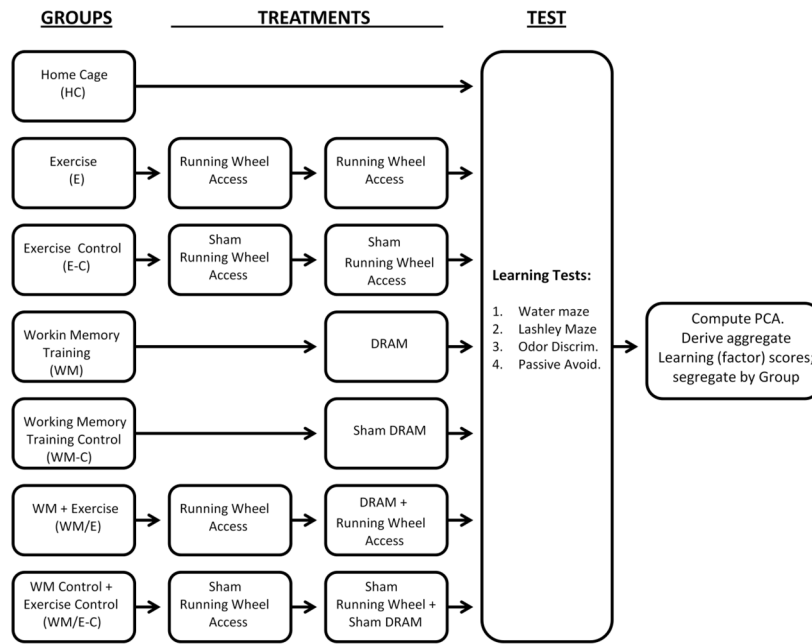 GROUPS TREATMENTS TEST
Home Cage
(HC)
Exercise
(E)
Running Wheel
Access
Running Wheel
Access
Exercise Control
(E-C)
Sham
Running Wheel
Access
Sham
Running Wheel
Access
Workin Memory
Training
(WM)
DRAM
Working Memory
Training Control
(WM-C)
Sham DRAM
WM + Exercise
(WM/E)
Running Wheel
Access
DRAM +
Running Wheel
Access
WM Control +
Exercise Control
(WM/E-C)
Sham
Running Wheel
Access
Sham
Running Wheel +
Sham DRAM
Learning Tests:
1. Water maze
2. Lashley Maze
3. Odor Discrim.
4. Passive Avoid.
Compute PCA.
Derive aggregate
Learning (factor) scores,
segregate by Group